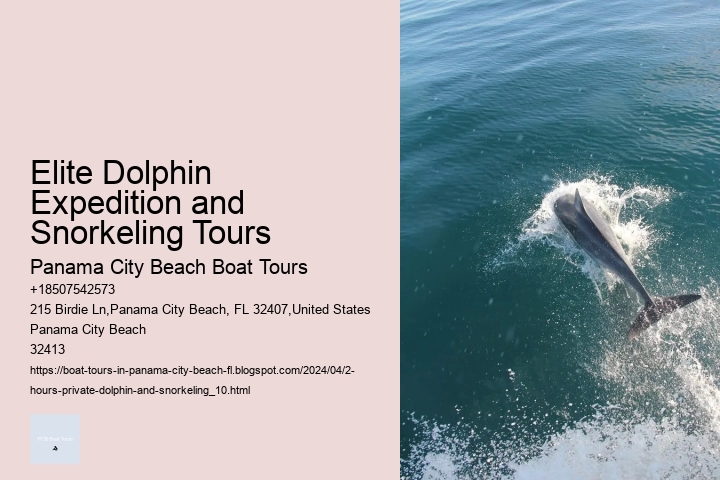 Elite Dolphin
Expedition and
Snorkeling Tours
Panama City Beach Boat Tours
+18507542573
215 Birdie Ln,Panama City Beach, FL 32407,United States
Panama City Beach
32413
https://boat-tours-in-panama-city-beach-fl.blogspot.com/2024/04/2-
hours-private-dolphin-and-snorkeling_10.html